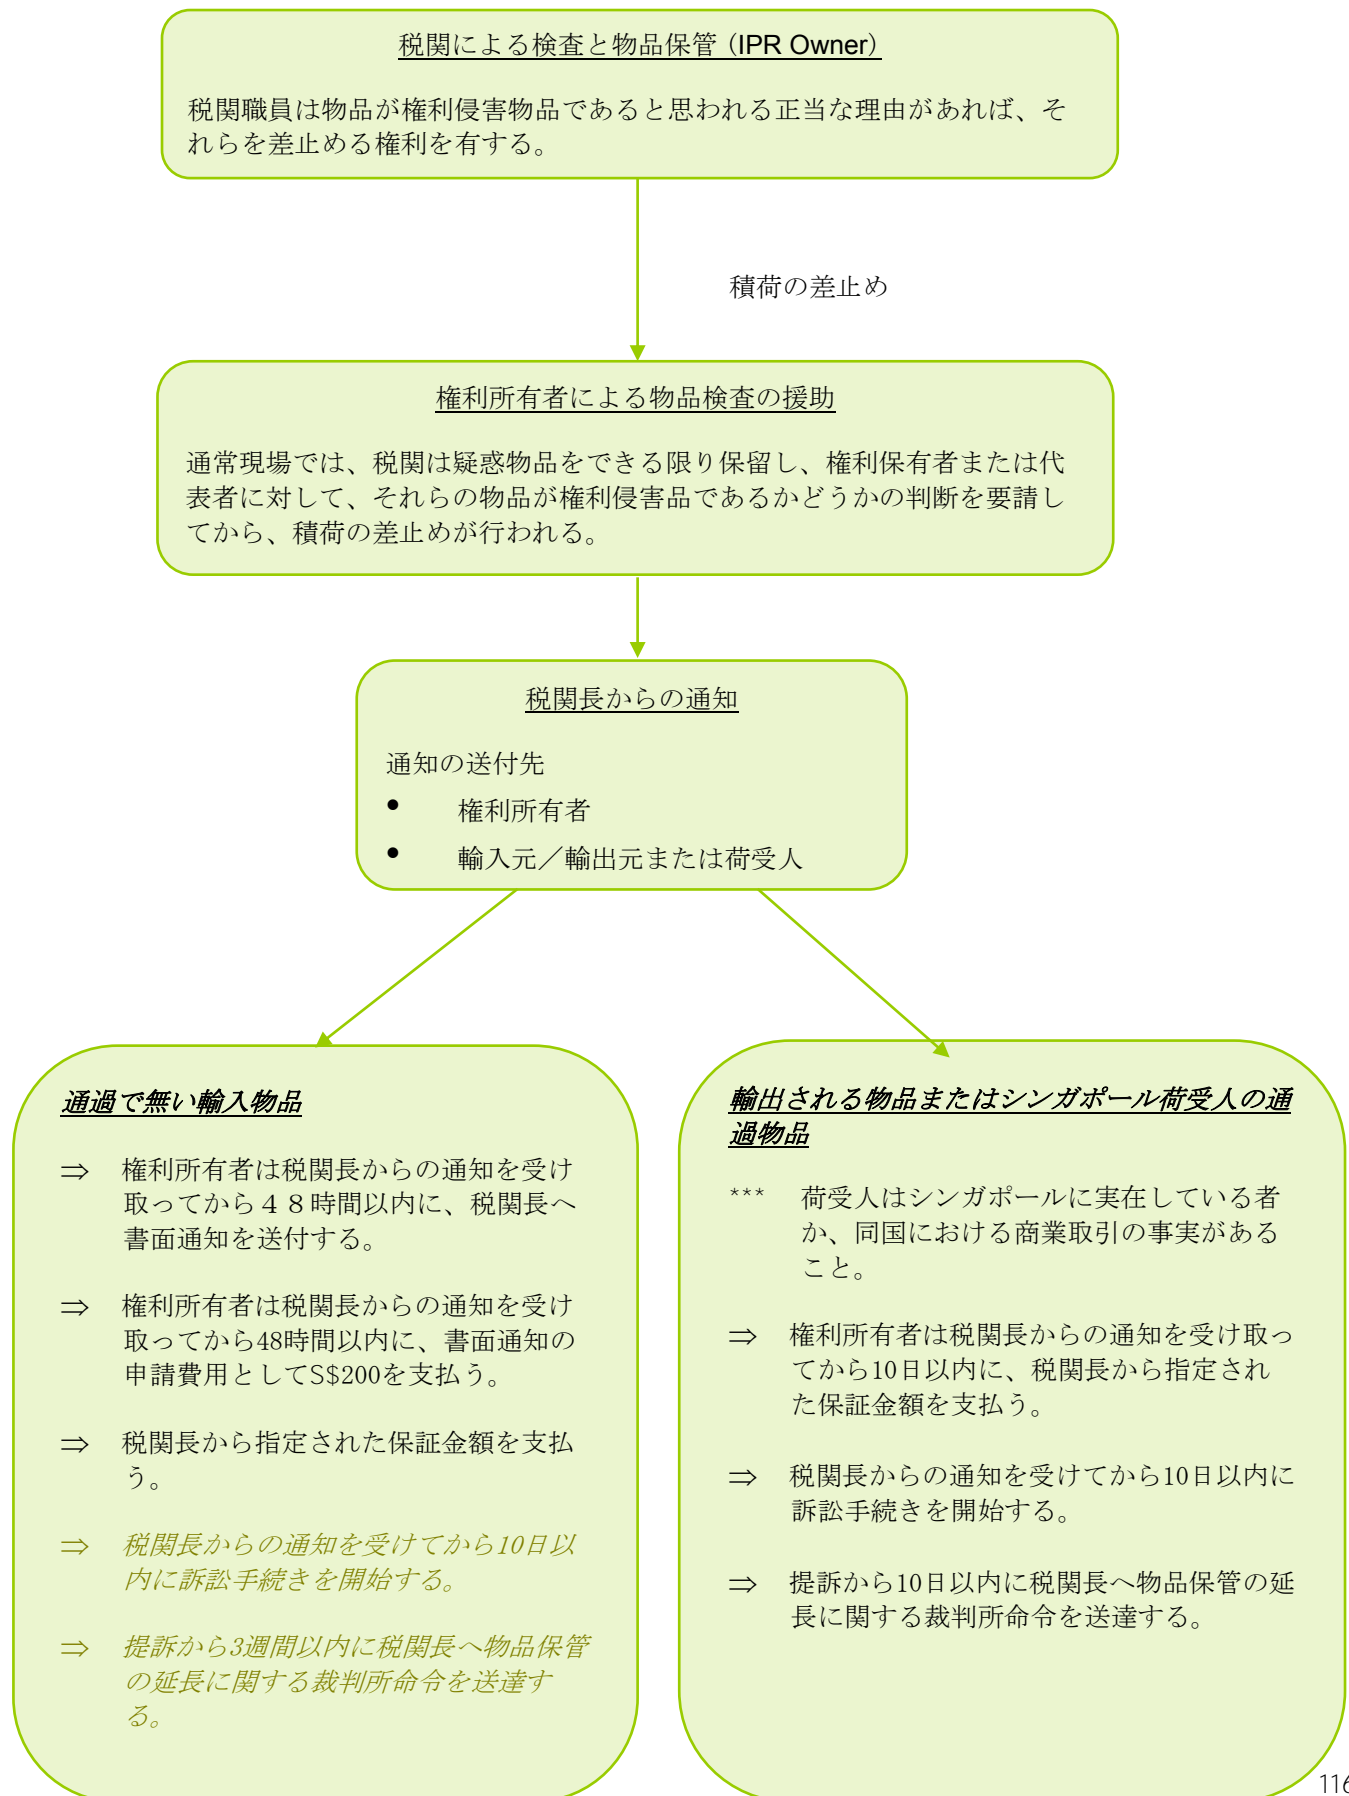 税関による検査と物品保管（IPR Owner）
税関職員は物品が権利侵害物品であると思われる正当な理由があれば、そ
れらを差止める権利を有する。
積荷の差止め
権利所有者による物品検査の援助
通常現場では、税関は疑惑物品をできる限り保留し、権利保有者または代
表者に対して、それらの物品が権利侵害品であるかどうかの判断を要請し
てから、積荷の差止めが行われる。
税関長からの通知
通知の送付先
● 権利所有者
● 輸入元／輸出元または荷受人
通過で無い輸入物品
⇒ 権利所有者は税関長からの通知を受け
取ってから４８時間以内に、税関長へ
書面通知を送付する。
⇒ 権利所有者は税関長からの通知を受け
取ってから48時間以内に、書面通知の
申請費用としてS$200を支払う。
⇒ 税関長から指定された保証金額を支払
う。
⇒ 税関長からの通知を受けてから10日以
内に訴訟手続きを開始する。
⇒ 提訴から3週間以内に税関長へ物品保管
の延長に関する裁判所命令を送達す
る。
輸出される物品またはシンガポール荷受人の通
過物品
*** 荷受人はシンガポールに実在している者
か、同国における商業取引の事実がある
こと。
⇒ 権利所有者は税関長からの通知を受け取っ
てから10日以内に、税関長から指定され
た保証金額を支払う。
⇒ 税関長からの通知を受けてから10日以内に
訴訟手続きを開始する。
⇒ 提訴から10日以内に税関長へ物品保管の延
長に関する裁判所命令を送達する。
116